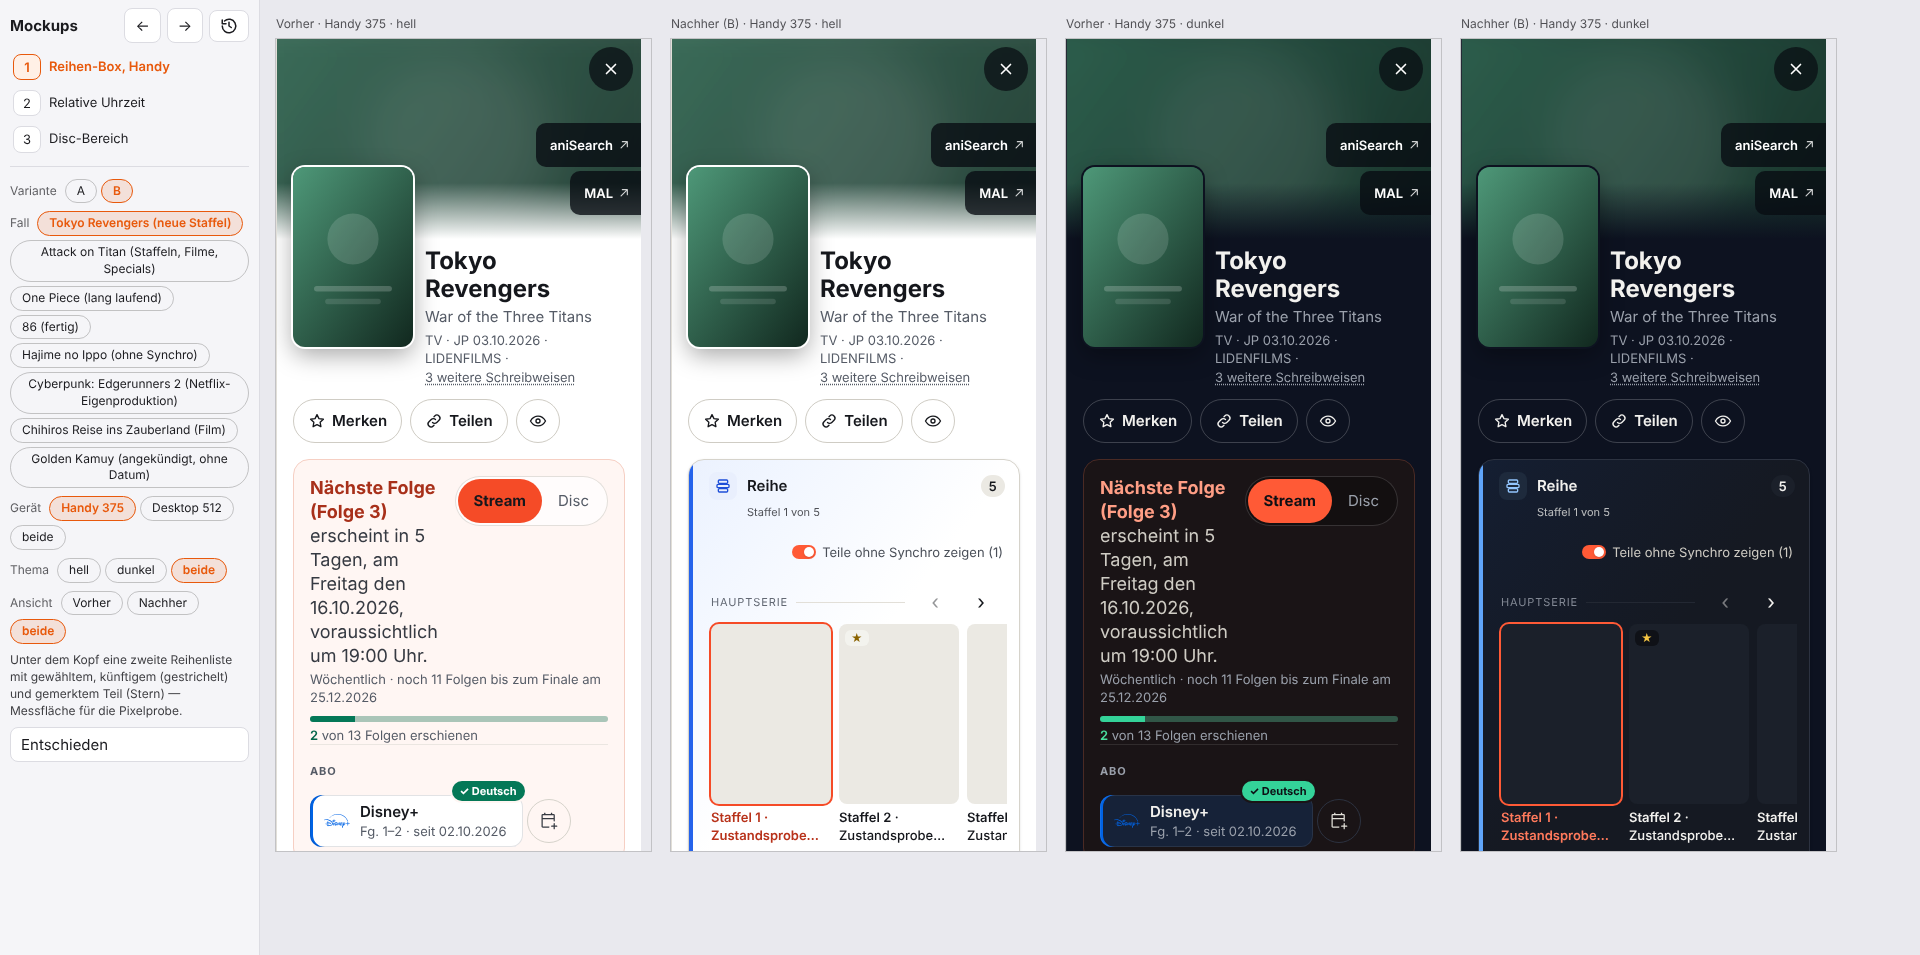 Mockups
1 Reihen-Box, Handy
2 Relative Uhrzeit
3 Disc-Bereich
Variante A B
Fall Tokyo Revengers (neue Staffel)
Attack on Titan (Staffeln, Filme,
Specials)
One Piece (lang laufend)
86 (fertig)
Hajime no Ippo (ohne Synchro)
Cyberpunk: Edgerunners 2 (Netflix-
Eigenproduktion)
Chihiros Reise ins Zauberland (Film)
Golden Kamuy (angekündigt, ohne
Datum)
Gerät Handy 375 Desktop 512
beide
Thema hell dunkel beide
Ansicht Vorher Nachher
beide
Unter dem Kopf eine zweite Reihenliste
mit gewähltem, künftigem (gestrichelt)
und gemerktem Teil (Stern) —
Messfläche für die Pixelprobe.
Entschieden
Vorher · Handy 375 · hell
aniSearch ↗
MAL ↗
Tokyo
Revengers
War of the Three Titans
TV · JP 03.10.2026 ·
LIDENFILMS ·
3 weitere Schreibweisen
Merken Teilen
Nächste Folge
(Folge 3)
erscheint in 5
Tagen, am
Freitag den
16.10.2026,
voraussichtlich
um 19:00 Uhr.
Stream Disc
Wöchentlich · noch 11 Folgen bis zum Finale am
25.12.2026
2 von 13 Folgen erschienen
ABO
✓ Deutsch
Disney+
Disney+
Fg. 1–2 · seit 02.10.2026
Nachher (B) · Handy 375 · hell
aniSearch ↗
MAL ↗
Tokyo
Revengers
War of the Three Titans
TV · JP 03.10.2026 ·
LIDENFILMS ·
3 weitere Schreibweisen
Merken Teilen
Reihe 5
Staffel 1 von 5
Teile ohne Synchro zeigen (1)
HAUPTSERIE
Staffel 1 ·
Zustandsprobe...
Staffel 2 ·
Zustandsprobe...
Staffel
Zustar
Vorher · Handy 375 · dunkel
aniSearch ↗
MAL ↗
Tokyo
Revengers
War of the Three Titans
TV · JP 03.10.2026 ·
LIDENFILMS ·
3 weitere Schreibweisen
Merken Teilen
Nächste Folge
(Folge 3)
erscheint in 5
Tagen, am
Freitag den
16.10.2026,
voraussichtlich
um 19:00 Uhr.
Stream Disc
Wöchentlich · noch 11 Folgen bis zum Finale am
25.12.2026
2 von 13 Folgen erschienen
ABO
✓ Deutsch
Disney+
Disney+
Fg. 1–2 · seit 02.10.2026
Nachher (B) · Handy 375 · dunkel
aniSearch ↗
MAL ↗
Tokyo
Revengers
War of the Three Titans
TV · JP 03.10.2026 ·
LIDENFILMS ·
3 weitere Schreibweisen
Merken Teilen
Reihe 5
Staffel 1 von 5
Teile ohne Synchro zeigen (1)
HAUPTSERIE
Staffel 1 ·
Zustandsprobe...
Staffel 2 ·
Zustandsprobe...
Staffel
Zustar